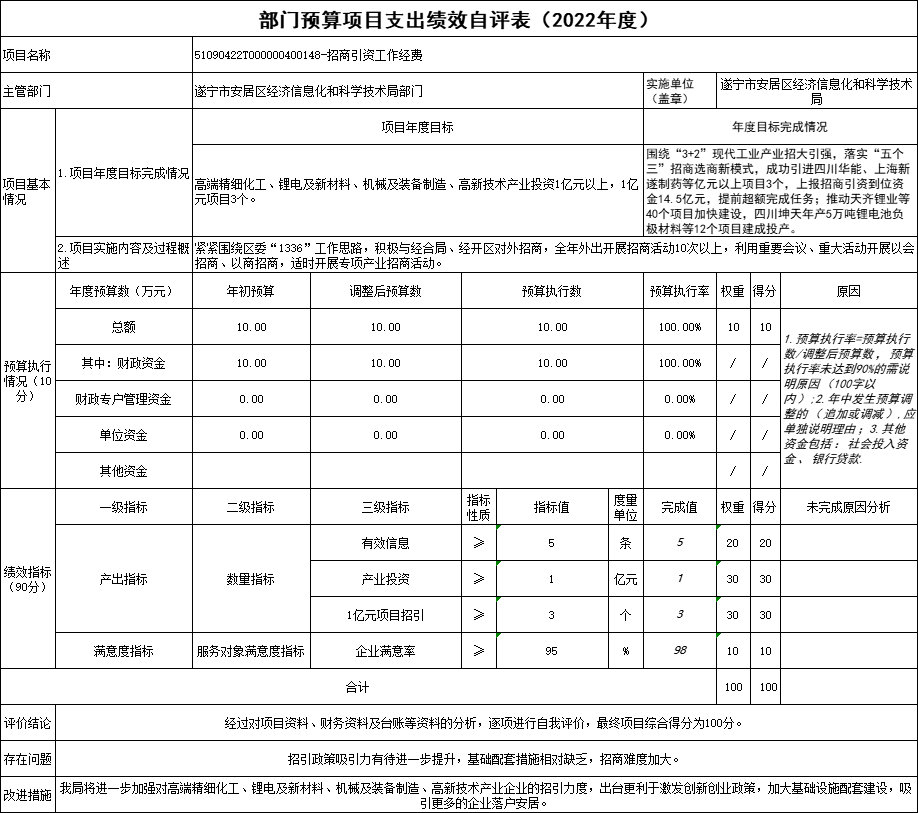 部门预算项目支出绩效自评表（2022年度）
项目名称
51090422T000000400148-招商引资工作经费
主管部门
遂宁市安居区经济信息化和科学技术局部门
实施单位
（盖章）
遂宁市安居区经济信息化和科学技术
局
项目基本
情况
1.项目年度目标完成情况
项目年度目标
年度目标完成情况
高端精细化工、锂电及新材料、机械及装备制造、高新技术产业投资1亿元以上，1亿
元项目3个。
围绕“3+2”现代工业产业招大引强，落实“五个
三”招商选商新模式，成功引进四川华能、上海新
遂制药等亿元以上项目3个，上报招商引资到位资
金14.5亿元，提前超额完成任务；推动天齐锂业等
40个项目加快建设，四川坤天年产5万吨锂电池负
极材料等12个项目建成投产。
2.项目实施内容及过程概
述
紧紧围绕区委“1336”工作思路，积极与经合局、经开区对外招商，全年外出开展招商活动10次以上，利用重要会议、重大活动开展以会
招商、以商招商，适时开展专项产业招商活动。
预算执行
情况（10
分）
年度预算数（万元） 年初预算 调整后预算数 预算执行数 预算执行率 权重 得分 原因
总额 10.00 10.00 10.00 100.00% 10 10
其中：财政资金 10.00 10.00 10.00 100.00% / /
财政专户管理资金 0.00 0.00 0.00 0.00% / /
单位资金 0.00 0.00 0.00 0.00% / /
其他资金 / /
1.预算执行率=预算执行
数/调整后预算数，预算
执行率未达到90%的需说
明原因（100字以
内）;2.年中发生预算调
整的（追加或调减）,应
单独说明理由；3.其他
资金包括：社会投入资
金、银行贷款.
绩效指标
（90分）
一级指标 二级指标 三级指标 指标
性质 指标值 度量
单位 完成值 权重 得分 未完成原因分析
产出指标 数量指标
有效信息 ≥ 5 条 5 20 20
产业投资 ≥ 1 亿元 1 30 30
1亿元项目招引 ≥ 3 个 3 30 30
满意度指标 服务对象满意度指标 企业满意率 ≥ 95 % 98 10 10
合计 100 100
评价结论
经过对项目资料、财务资料及台账等资料的分析，逐项进行自我评价，最终项目综合得分为100分。
存在问题
招引政策吸引力有待进一步提升，基础配套措施相对缺乏，招商难度加大。
改进措施
我局将进一步加强对高端精细化工、锂电及新材料、机械及装备制造、高新技术产业企业的招引力度，出台更利于激发创新创业政策，加大基础设施配套建设，吸
引更多的企业落户安居。